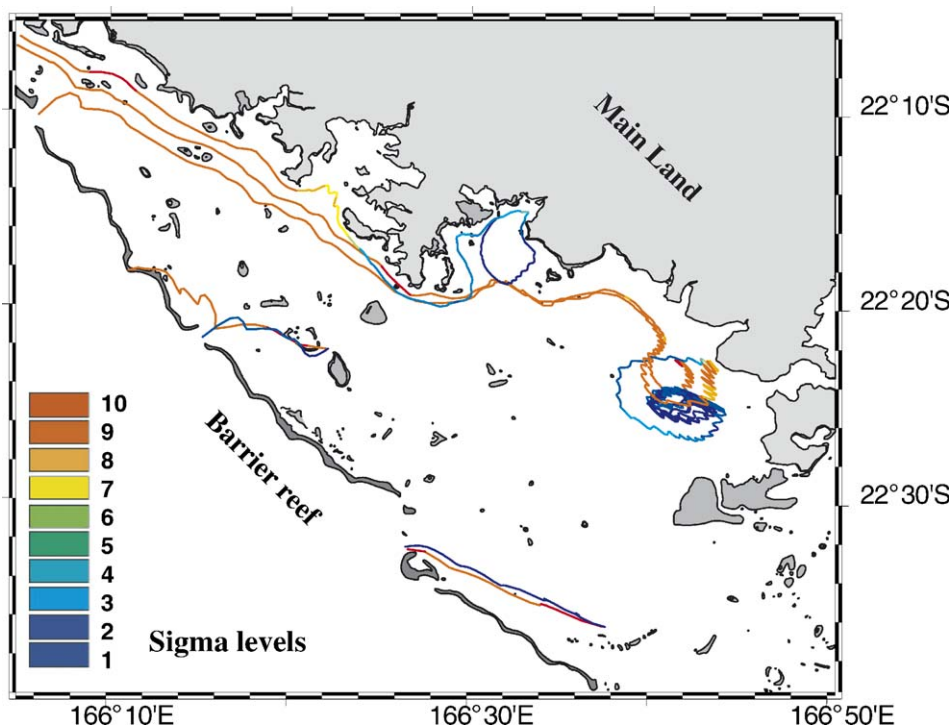 22°10'S
Main Land
22°20'S
10
9
8
7
6
5
4
3
2
1
Barrier reef
22°30'S
Sigma levels
166°10'E
166°30'E
166°50'E